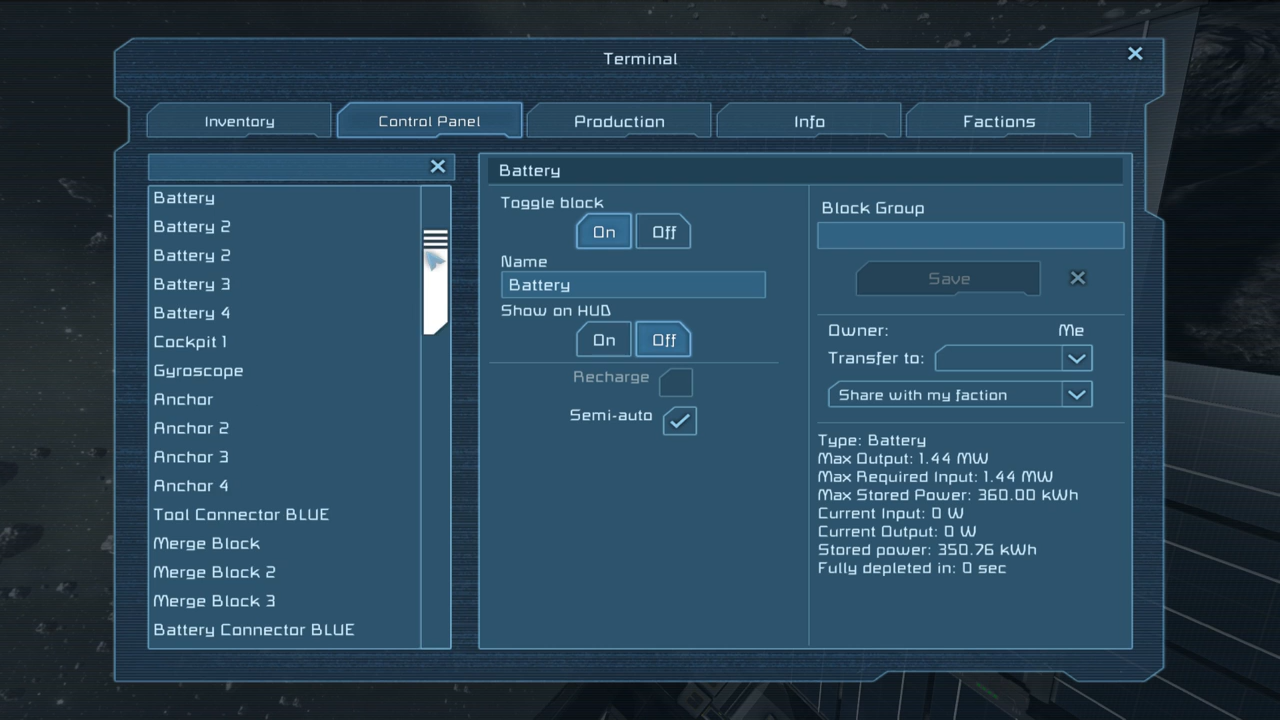 Terminal
Inventory
Control Panel
Production
Info
Factions
Battery
Battery 2
Battery 2
Battery 3
Battery 4
Cockpit 1
Gyroscope
Anchor
Anchor 2
Anchor 3
Anchor 4
Tool Connector BLUE
Merge Block
Merge Block 2
Merge Block 3
Battery Connector BLUE
Battery
Toggle block
On Off
Name
Battery
Show on HUD
On Off
Recharge
Semi-auto
Block Group
Save
Owner: Me
Transfer to:
Share with my faction
Type: Battery
Max Output: 1.44 MW
Max Required Input: 1.44 MW
Max Stored Power: 360.00 kWh
Current Input: 0 W
Current Output: 0 W
Stored power: 350.76 kWh
Fully depleted in: 0 sec